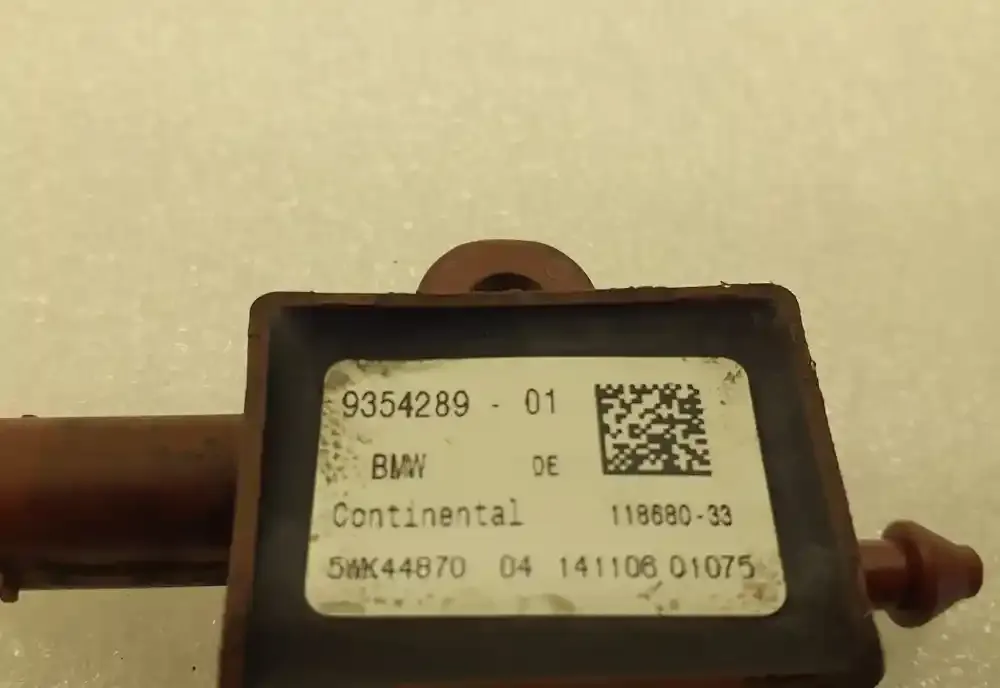 9354289 - 01
BMW DE
Continental 118680-33
5WK44870 04 141106 01075